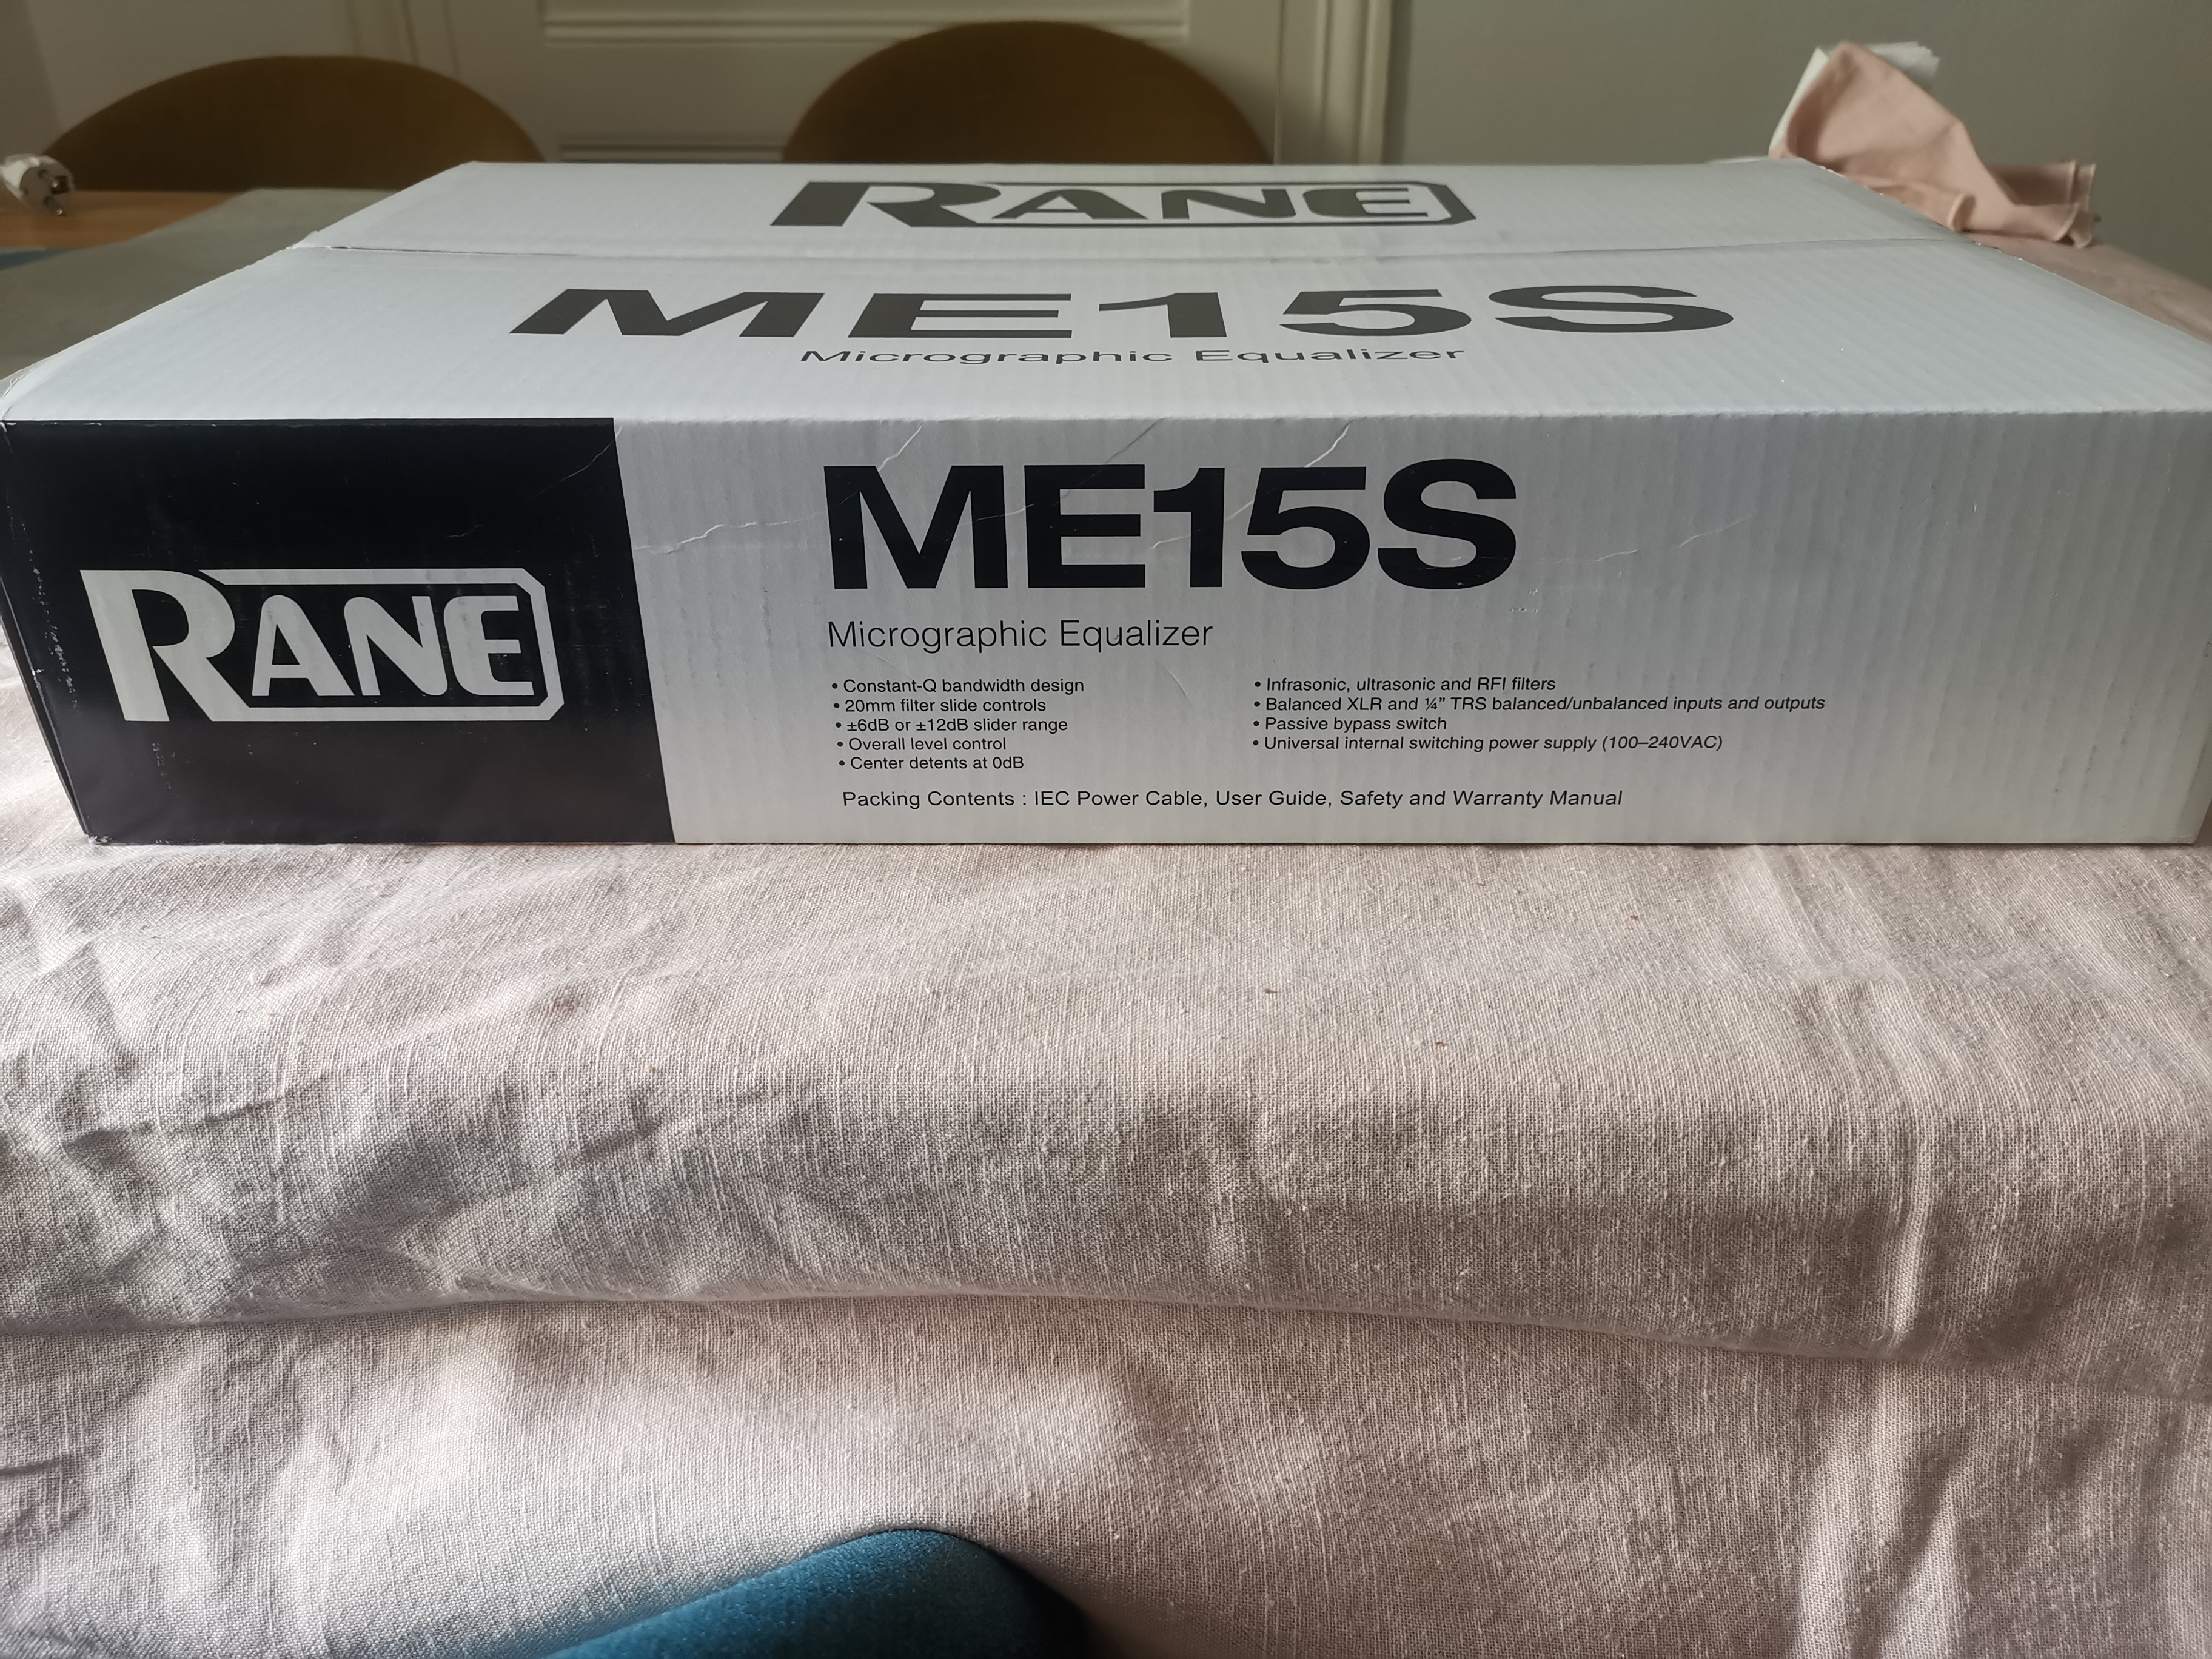 RANE
ME15S
Micrographic Equalizer
RANE
ME15S
Micrographic Equalizer
• Constant-Q bandwidth design
• 20mm filter slide controls
• ±6dB or ±12dB slider range
• Overall level control
• Center detents at 0dB
• Infrasonic, ultrasonic and RFI filters
• Balanced XLR and ¼” TRS balanced/unbalanced inputs and outputs
• Passive bypass switch
• Universal internal switching power supply (100–240VAC)
Packing Contents : IEC Power Cable, User Guide, Safety and Warranty Manual